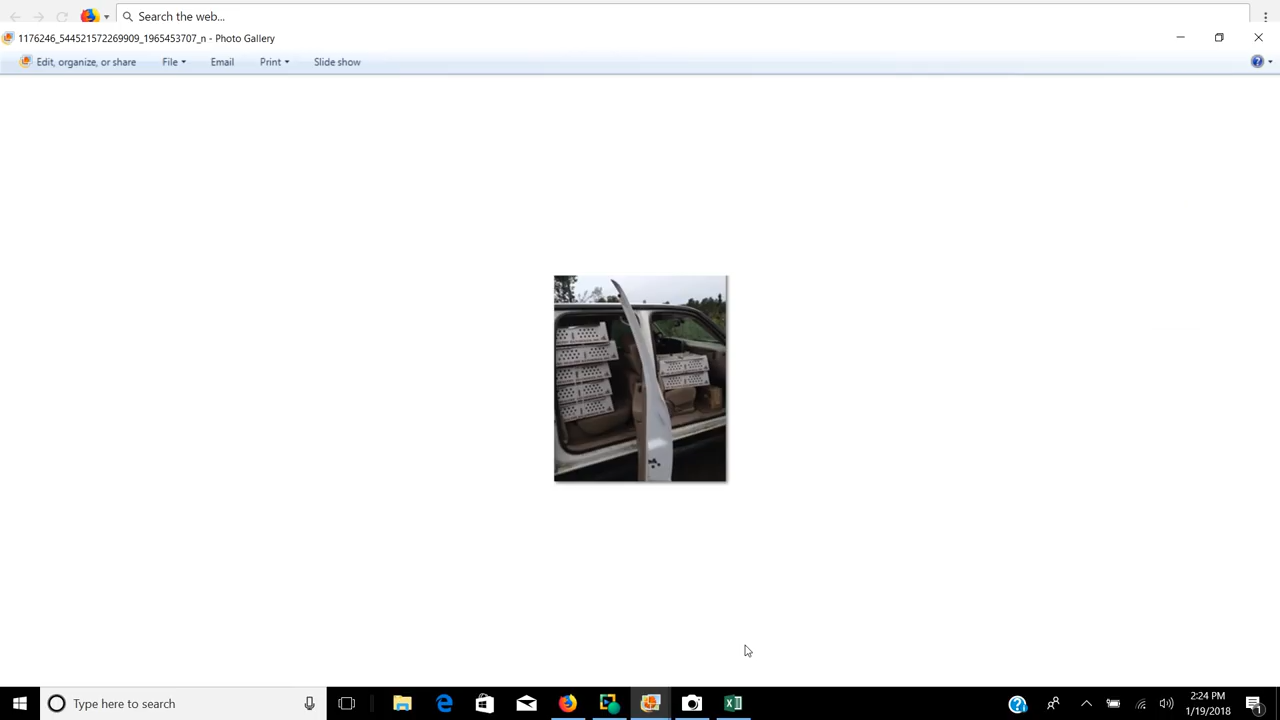 Search the web...
1176246_544521572269909_1965453707_n - Photo Gallery
Edit, organize, or share File Email Print Slide show
Type here to search
2:24 PM
1/19/2018
1